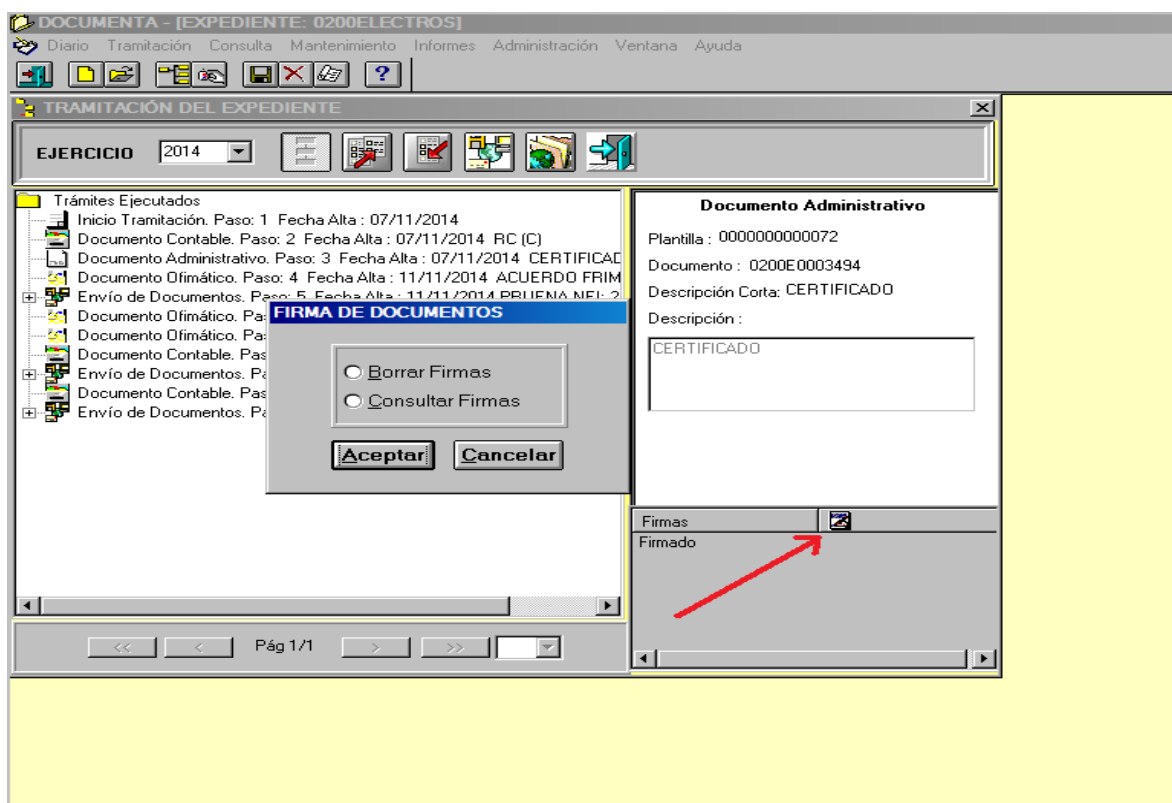 DOCUMENTA - [EXPEDIENTE: 0200ELECTROS]
Diario Tramitación Consulta Mantenimiento Informes Administración Ventana Ayuda
?
TRAMITACIÓN DEL EXPEDIENTE
EJERCICIO 2014
Trámites Ejecutados
Inicio Tramitación. Paso: 1 Fecha Alta : 07/11/2014
Documento Contable. Paso: 2 Fecha Alta : 07/11/2014 RC (C)
Documento Administrativo. Paso: 3 Fecha Alta : 07/11/2014 CERTIFICAD
Documento Ofimático. Paso: 4 Fecha Alta : 11/11/2014 ACUERDO FRIM
Envío de Documentos. Paso: 5 Fecha Alta : 11/11/2014 PRUENA NEI: 2
Documento Ofimático. Pa
Documento Ofimático. Pa
Documento Contable. Pas
Envío de Documentos. Pa
Documento Contable. Pas
Envío de Documentos. Pa
FIRMA DE DOCUMENTOS
Borrar Firmas
Consultar Firmas
Aceptar Cancelar
Documento Administrativo
Plantilla : 0000000000072
Documento : 0200E0003494
Descripción Corta: CERTIFICADO
Descripción :
CERTIFICADO
Firmas
Firmado
<< < Pág 1/1 > >>